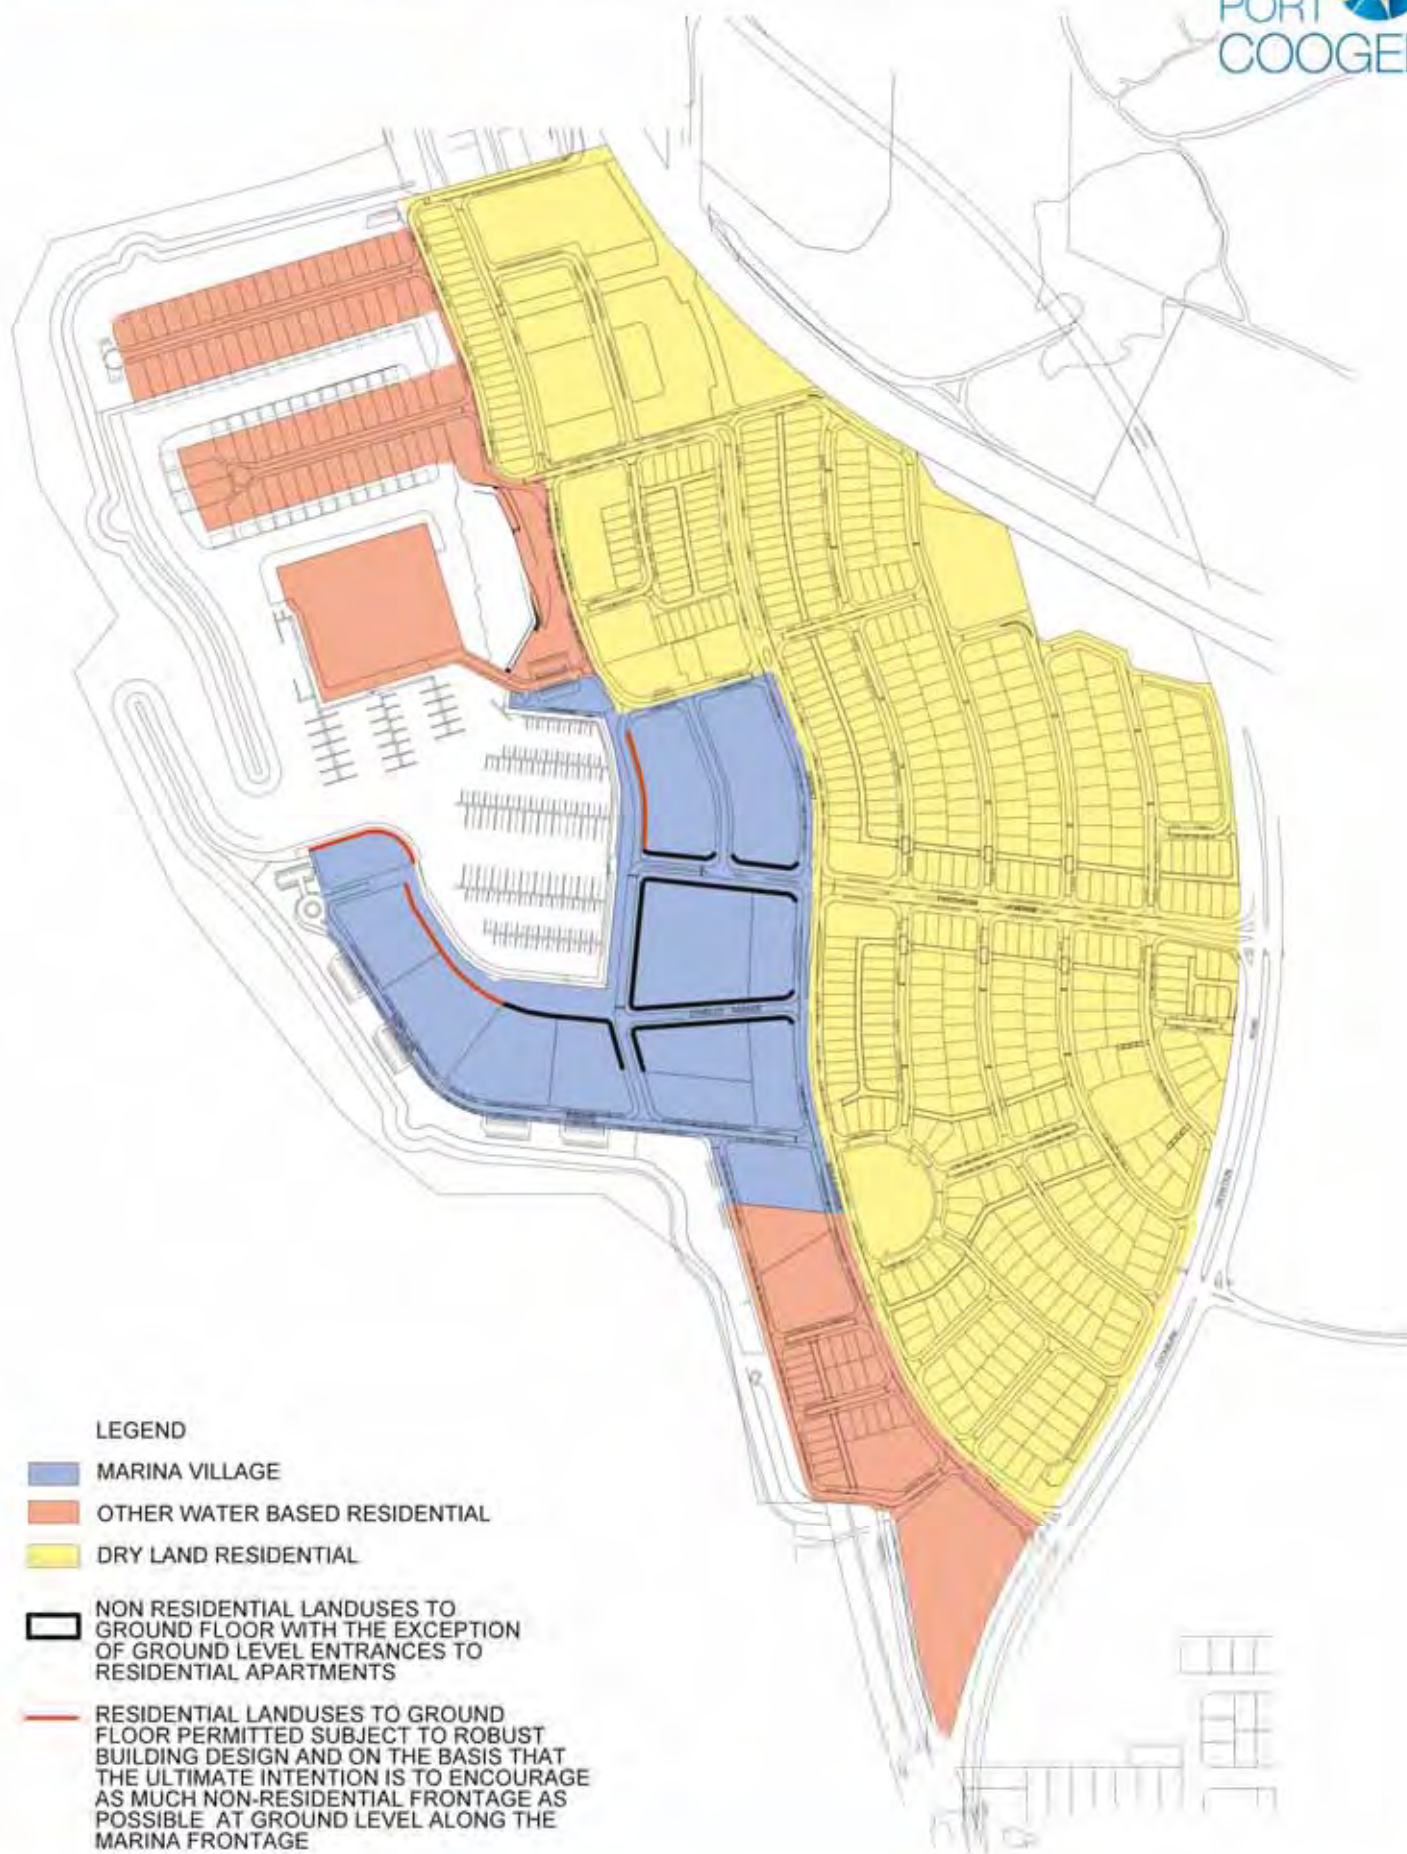 PORT
COOGEE
LEGEND
MARINA VILLAGE
OTHER WATER BASED RESIDENTIAL
DRY LAND RESIDENTIAL
NON RESIDENTIAL LANDUSES TO
GROUND FLOOR WITH THE EXCEPTION
OF GROUND LEVEL ENTRANCES TO
RESIDENTIAL APARTMENTS
RESIDENTIAL LANDUSES TO GROUND
FLOOR PERMITTED SUBJECT TO ROBUST
BUILDING DESIGN AND ON THE BASIS THAT
THE ULTIMATE INTENTION IS TO ENCOURAGE
AS MUCH NON-RESIDENTIAL FRONTAGE AS
POSSIBLE AT GROUND LEVEL ALONG THE
MARINA FRONTAGE
ROAD
COCKBURN